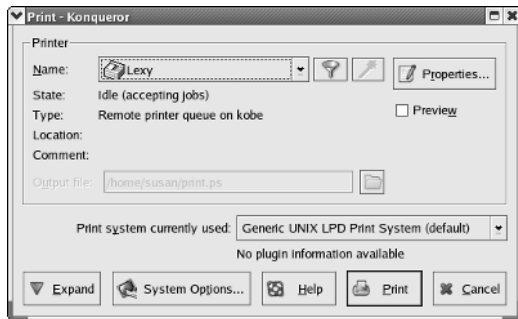 Print - Konqueror
Printer
Name: Lexy
Properties...
State: Idle (accepting jobs)
Type: Remote printer queue on kobe
Preview
Location:
Comment:
Output file: /home/susan/print.ps
Print system currently used: Generic UNIX LPD Print System (default)
No plugin information available
Expand System Options... Help Print Cancel